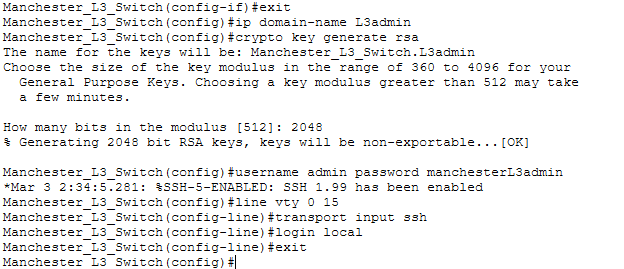 Manchester_L3_Switch(config-if)#exit
Manchester_L3_Switch(config)#ip domain-name L3admin
Manchester_L3_Switch(config)#crypto key generate rsa
The name for the keys will be: Manchester_L3_Switch.L3admin
Choose the size of the key modulus in the range of 360 to 4096 for your
  General Purpose Keys. Choosing a key modulus greater than 512 may take
  a few minutes.

How many bits in the modulus [512]: 2048
% Generating 2048 bit RSA keys, keys will be non-exportable...[OK]

Manchester_L3_Switch(config)#username admin password manchesterL3admin
*Mar 3 2:34:5.281: %SSH-5-ENABLED: SSH 1.99 has been enabled
Manchester_L3_Switch(config)#line vty 0 15
Manchester_L3_Switch(config-line)#transport input ssh
Manchester_L3_Switch(config-line)#login local
Manchester_L3_Switch(config-line)#exit
Manchester_L3_Switch(config)#